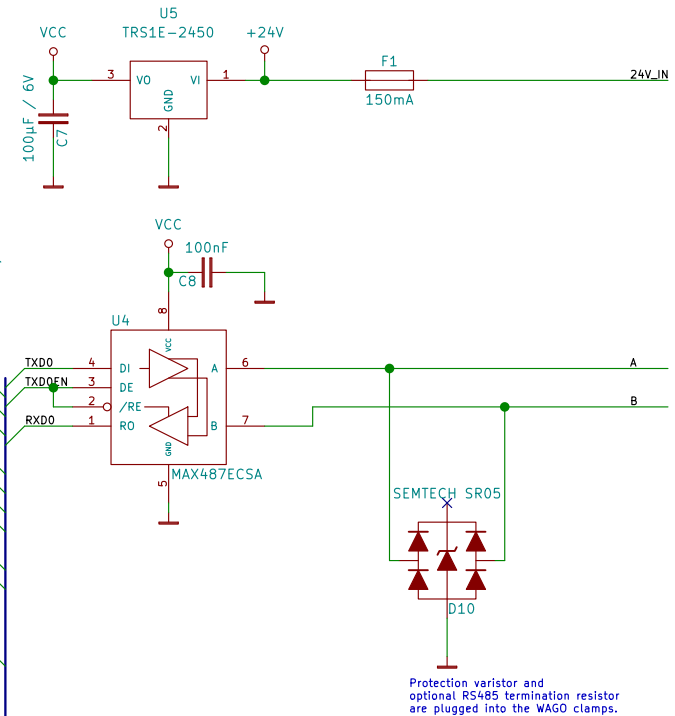 U5
TRS1E-2450
VCC
+24V
3
VO
VI
1
GND
2
F1
150mA
24V_IN
100µF / 6V
C7
VCC
100nF
C8
8
U4
VCC
TXD0
4
DI
A
6
A
TXD0EN
3
DE
2
/RE
B
RXD0
1
RO
B
7
GND
5
MAX487ECSA
SEMTECH SR05
D10
Protection varistor and
optional RS485 termination resistor
are plugged into the WAGO clamps.